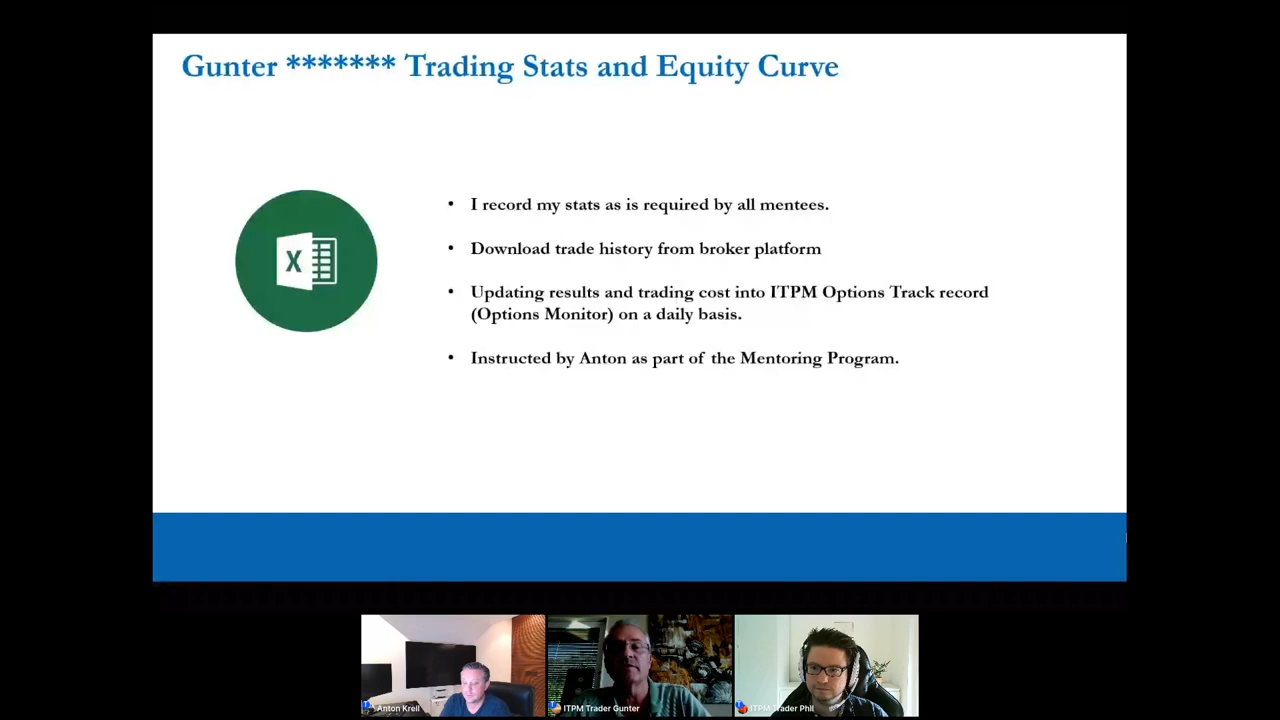 Gunter ******* Trading Stats and Equity Curve
• I record my stats as is required by all mentees.
• Download trade history from broker platform
X
• Updating results and trading cost into ITPM Options Track record
(Options Monitor) on a daily basis.
• Instructed by Anton as part of the Mentoring Program.
Anton Kreil
ITPM Trader Gunter
ITPM Trader Phil